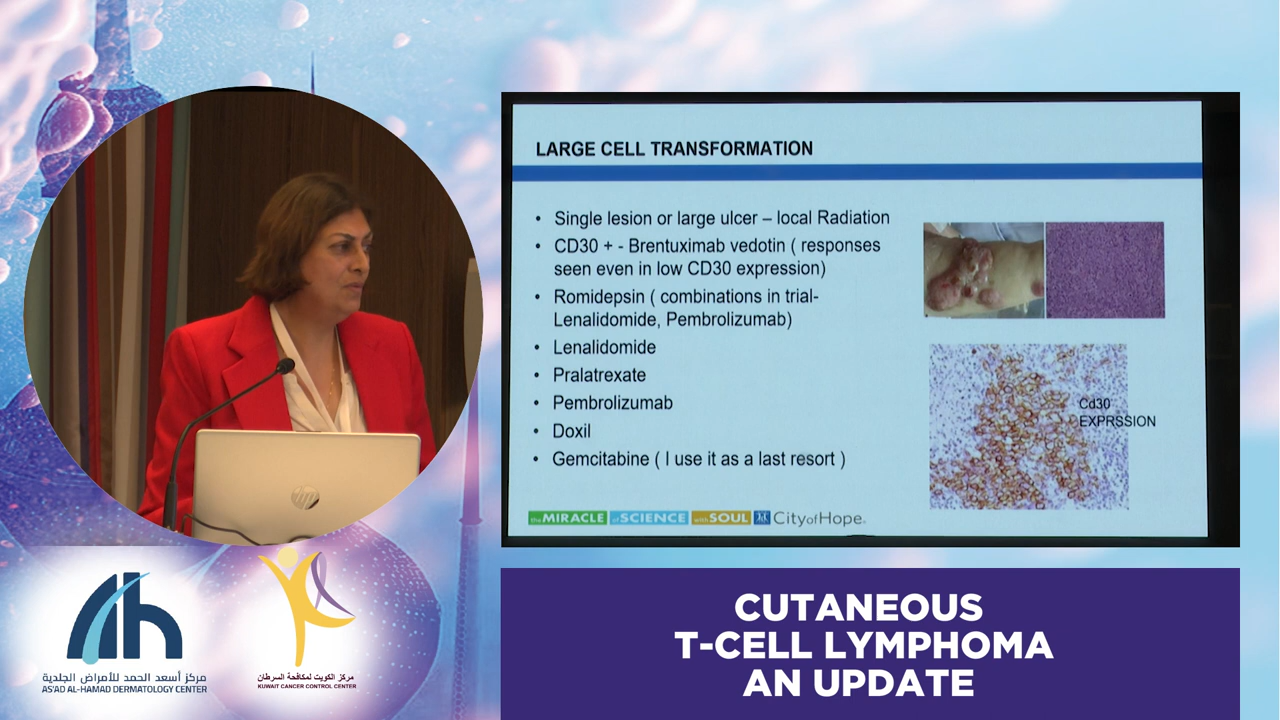 LARGE CELL TRANSFORMATION
• Single lesion or large ulcer – local Radiation
• CD30 + - Brentuximab vedotin ( responses
seen even in low CD30 expression)
• Romidepsin ( combinations in trial-
Lenalidomide, Pembrolizumab)
• Lenalidomide
• Pralatrexate
• Pembrolizumab
• Doxil
• Gemcitabine ( I use it as a last resort )
Cd30
EXPRSSION
the MIRACLE of SCIENCE with SOUL CityofHope
hp
مركز أسعد الحمد للأمراض الجلدية
AS'AD AL-HAMAD DERMATOLOGY CENTER
مركز الكويت لمكافحة السرطان
KUWAIT CANCER CONTROL CENTER
CUTANEOUS
T-CELL LYMPHOMA
AN UPDATE